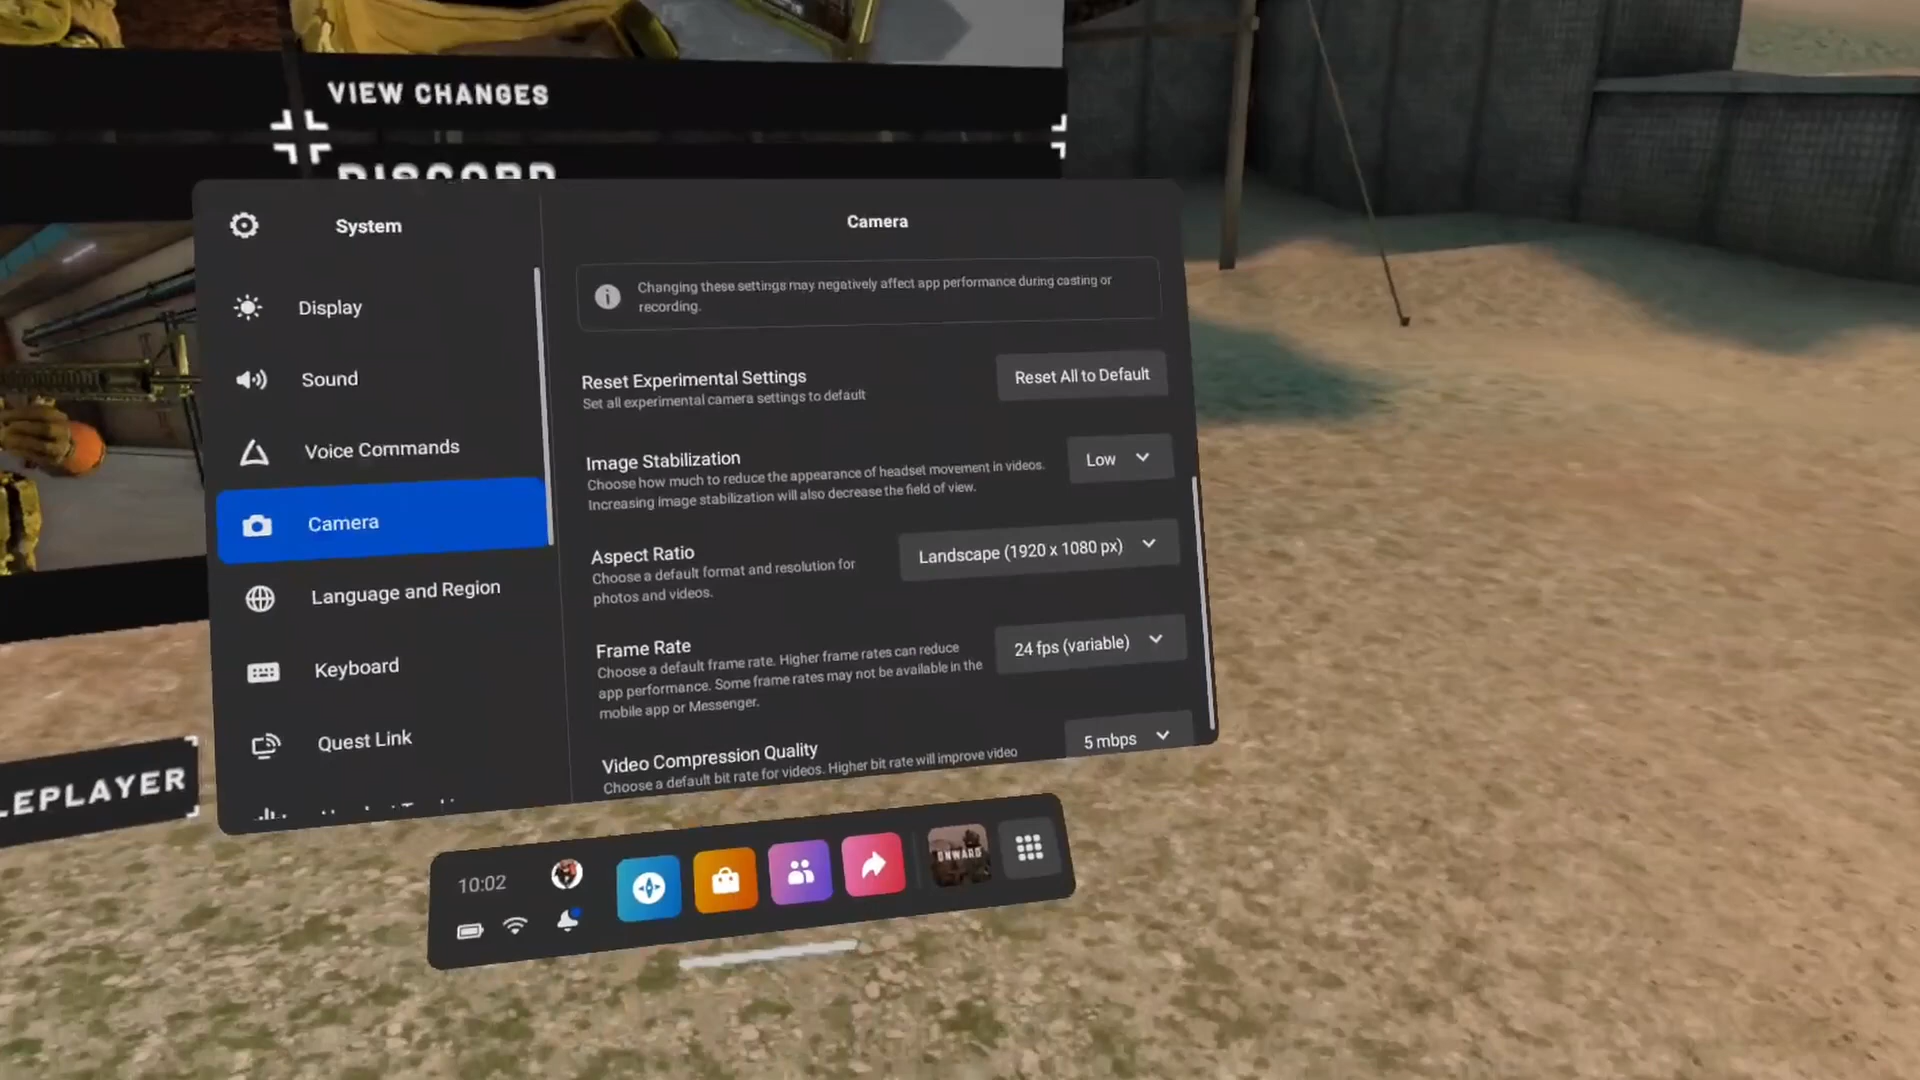 VIEW CHANGES
DISCORD
System
Display
Sound
Voice Commands
Camera
Language and Region
Keyboard
Quest Link
Camera
Changing these settings may negatively affect app performance during casting or
recording.
Reset Experimental Settings
Set all experimental camera settings to default
Reset All to Default
Image Stabilization
Choose how much to reduce the appearance of headset movement in videos.
Increasing image stabilization will also decrease the field of view.
Low
Aspect Ratio
Choose a default format and resolution for
photos and videos.
Landscape (1920 x 1080 px)
Frame Rate
Choose a default frame rate. Higher frame rates can reduce
app performance. Some frame rates may not be available in the
mobile app or Messenger.
24 fps (variable)
Video Compression Quality
Choose a default bit rate for videos. Higher bit rate will improve video
5 mbps
LEPLAYER
10:02
ONWARD